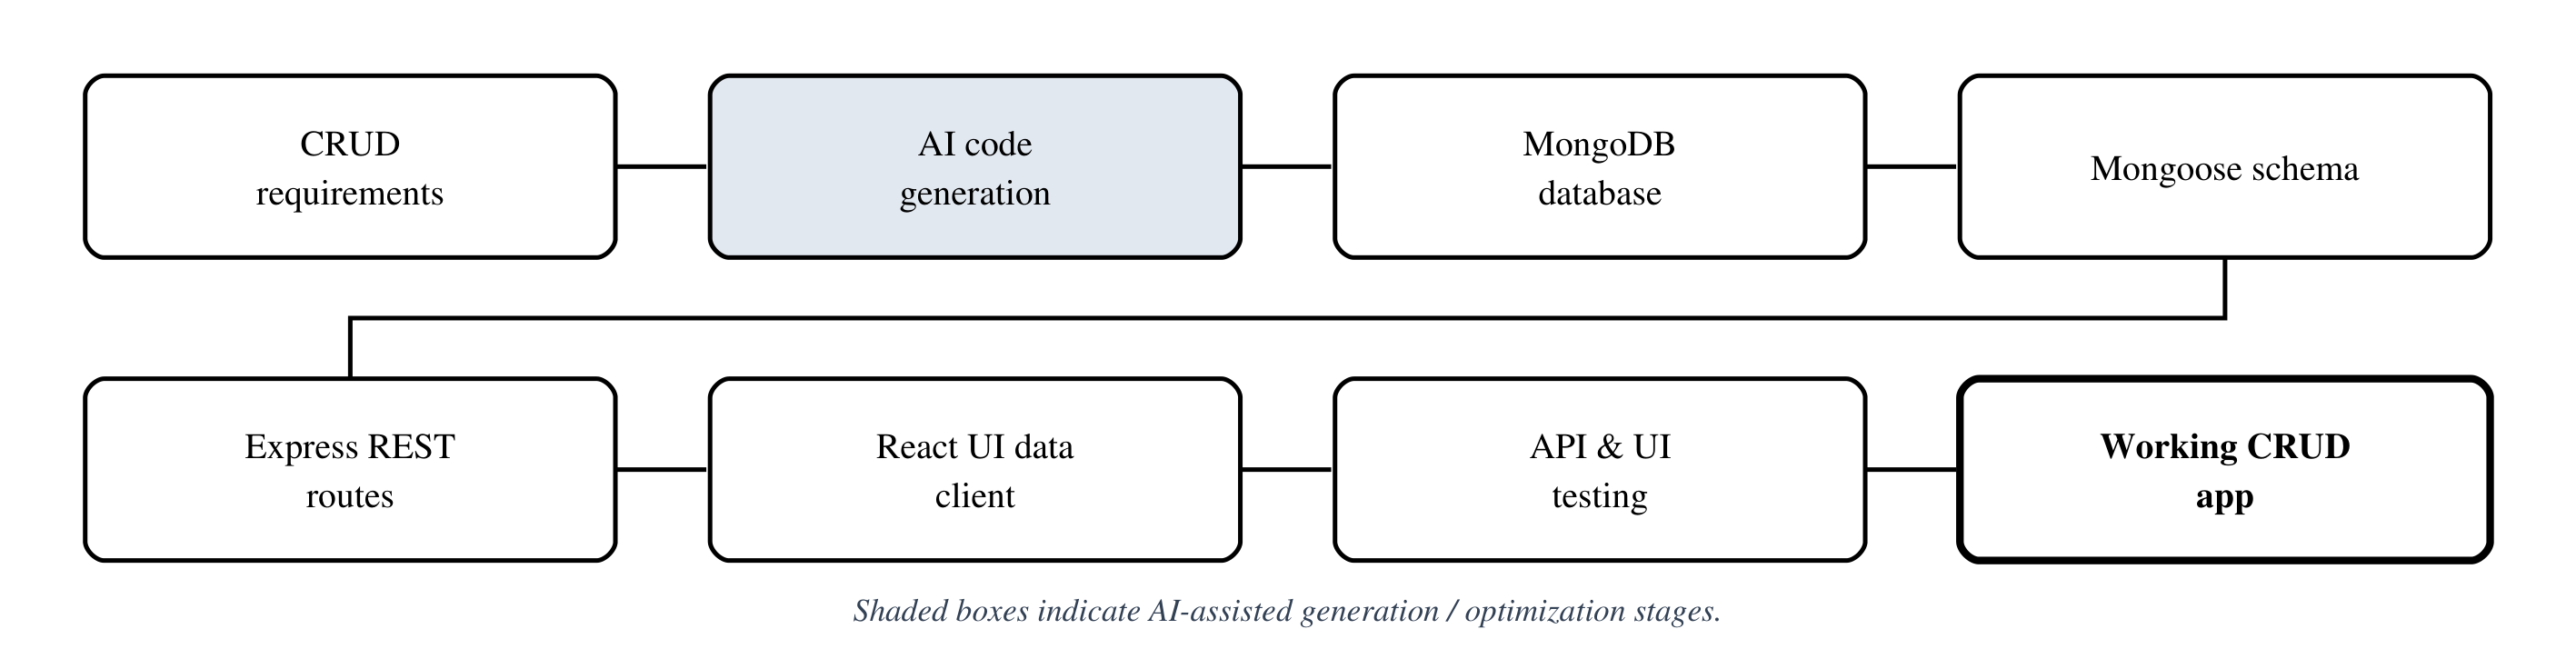 CRUD
requirements
AI code
generation
MongoDB
database
Mongoose schema
Express REST
routes
React UI data
client
API & UI
testing
Working CRUD
app
Shaded boxes indicate AI-assisted generation / optimization stages.